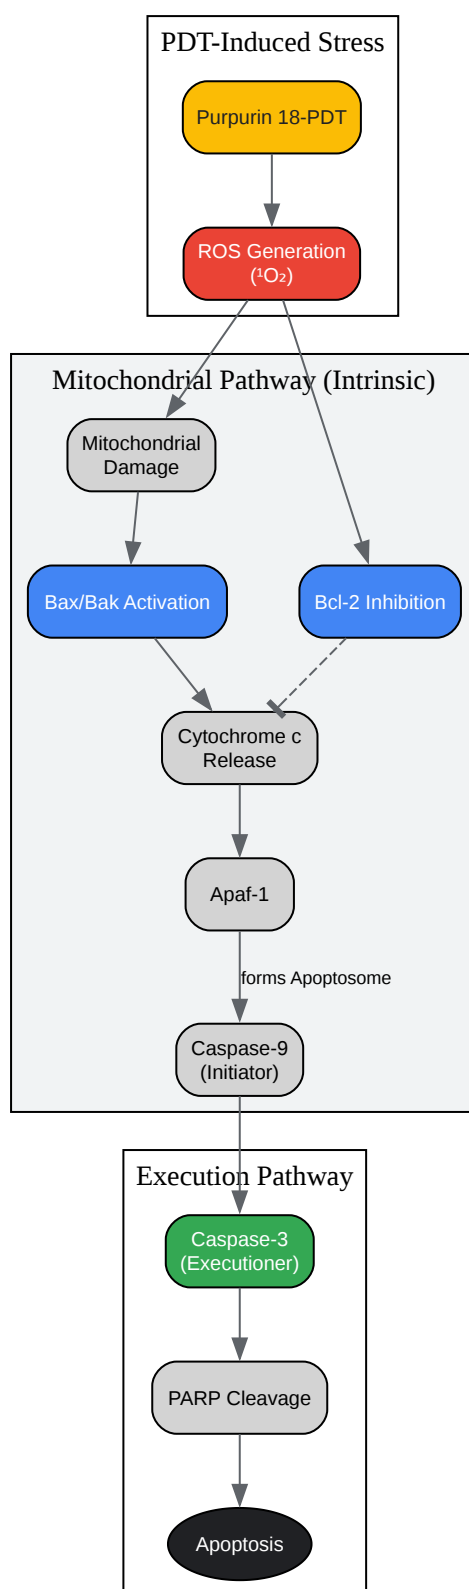 PDT-Induced Stress
Purpurin 18-PDT
ROS Generation
(¹O₂)
Mitochondrial Pathway (Intrinsic)
Mitochondrial
Damage
Bax/Bak Activation
Bcl-2 Inhibition
Cytochrome c
Release
Apaf-1
forms Apoptosome
Caspase-9
(Initiator)
Execution Pathway
Caspase-3
(Executioner)
PARP Cleavage
Apoptosis